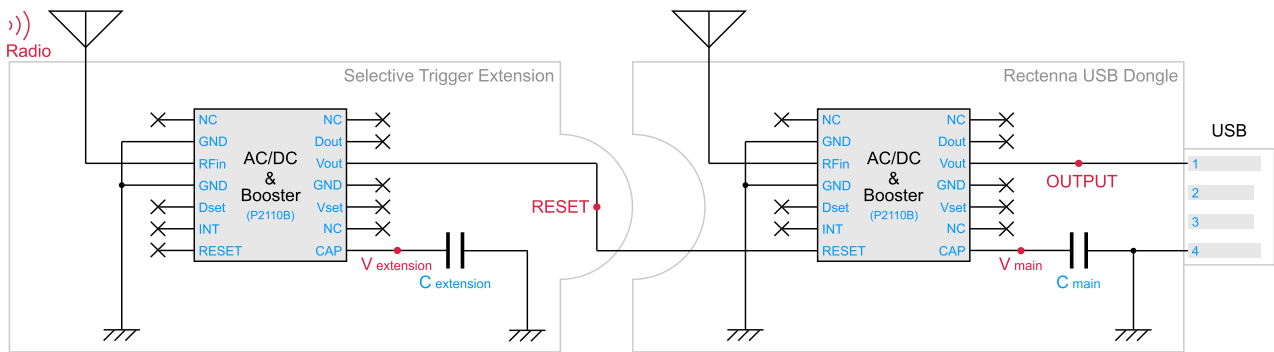 Radio
Selective Trigger Extension
NC
GND
RFin
GND
Dset
INT
RESET
AC/DC
&
Booster
(P2110B)
NC
Dout
Vout
GND
Vset
NC
CAP
V extension
C extension
RESET
Rectenna USB Dongle
NC
GND
RFin
GND
Dset
INT
RESET
AC/DC
&
Booster
(P2110B)
NC
Dout
Vout
GND
Vset
NC
CAP
OUTPUT
V main
C main
USB
1
2
3
4